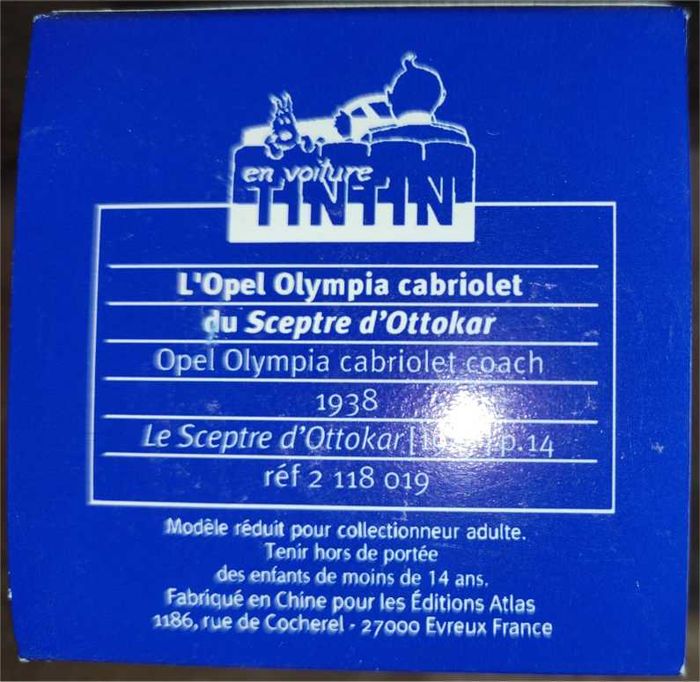 en voiture
TINTIN
L'Opel Olympia cabriolet
du Sceptre d'Ottokar
Opel Olympia cabriolet coach
1938
Le Sceptre d'Ottokar p.14
réf 2 118 019
Modèle réduit pour collectionneur adulte.
Tenir hors de portée
des enfants de moins de 14 ans.
Fabriqué en Chine pour les Éditions Atlas
1186, rue de Cocherel - 27000 Evreux France